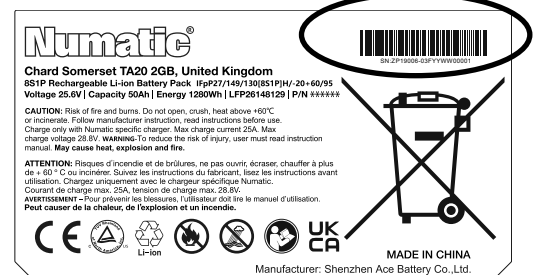 Numatic®
SN:ZP19006-03FYYWW00001
Chard Somerset TA20 2GB, United Kingdom
8S1P Rechargeable Li-ion Battery Pack IFpP27/149/130[8S1P]H/-20+60/95
Voltage 25.6V | Capacity 50Ah | Energy 1280Wh | LFP26148129 | P/N ******
CAUTION: Risk of fire and burns. Do not open, crush, heat above +60℃
or incinerate. Follow manufacturer instruction, read instructions before use.
Charge only with Numatic specific charger. Max charge current 25A. Max
charge voltage 28.8V. WARNING-To reduce the risk of injury, user must read instruction
manual. May cause heat, explosion and fire.
ATTENTION: Risques d'incendie et de brûlures, ne pas ouvrir, écraser, chauffer à plus
de + 60 ° C ou incinérer. Suivez les instructions du fabricant, lisez les instructions avant
utilisation. Chargez uniquement avec le chargeur spécifique Numatic.
Courant de charge max. 25A, tension de charge max. 28.8V.
AVERTISSEMENT – Pour prévenir les blessures, l'utilisateur doit lire le manuel d'utilisation.
Peut causer de la chaleur, de l'explosion et un incendie.
CE
Li-ion
UK
CA
MADE IN CHINA
Manufacturer: Shenzhen Ace Battery Co.,Ltd.